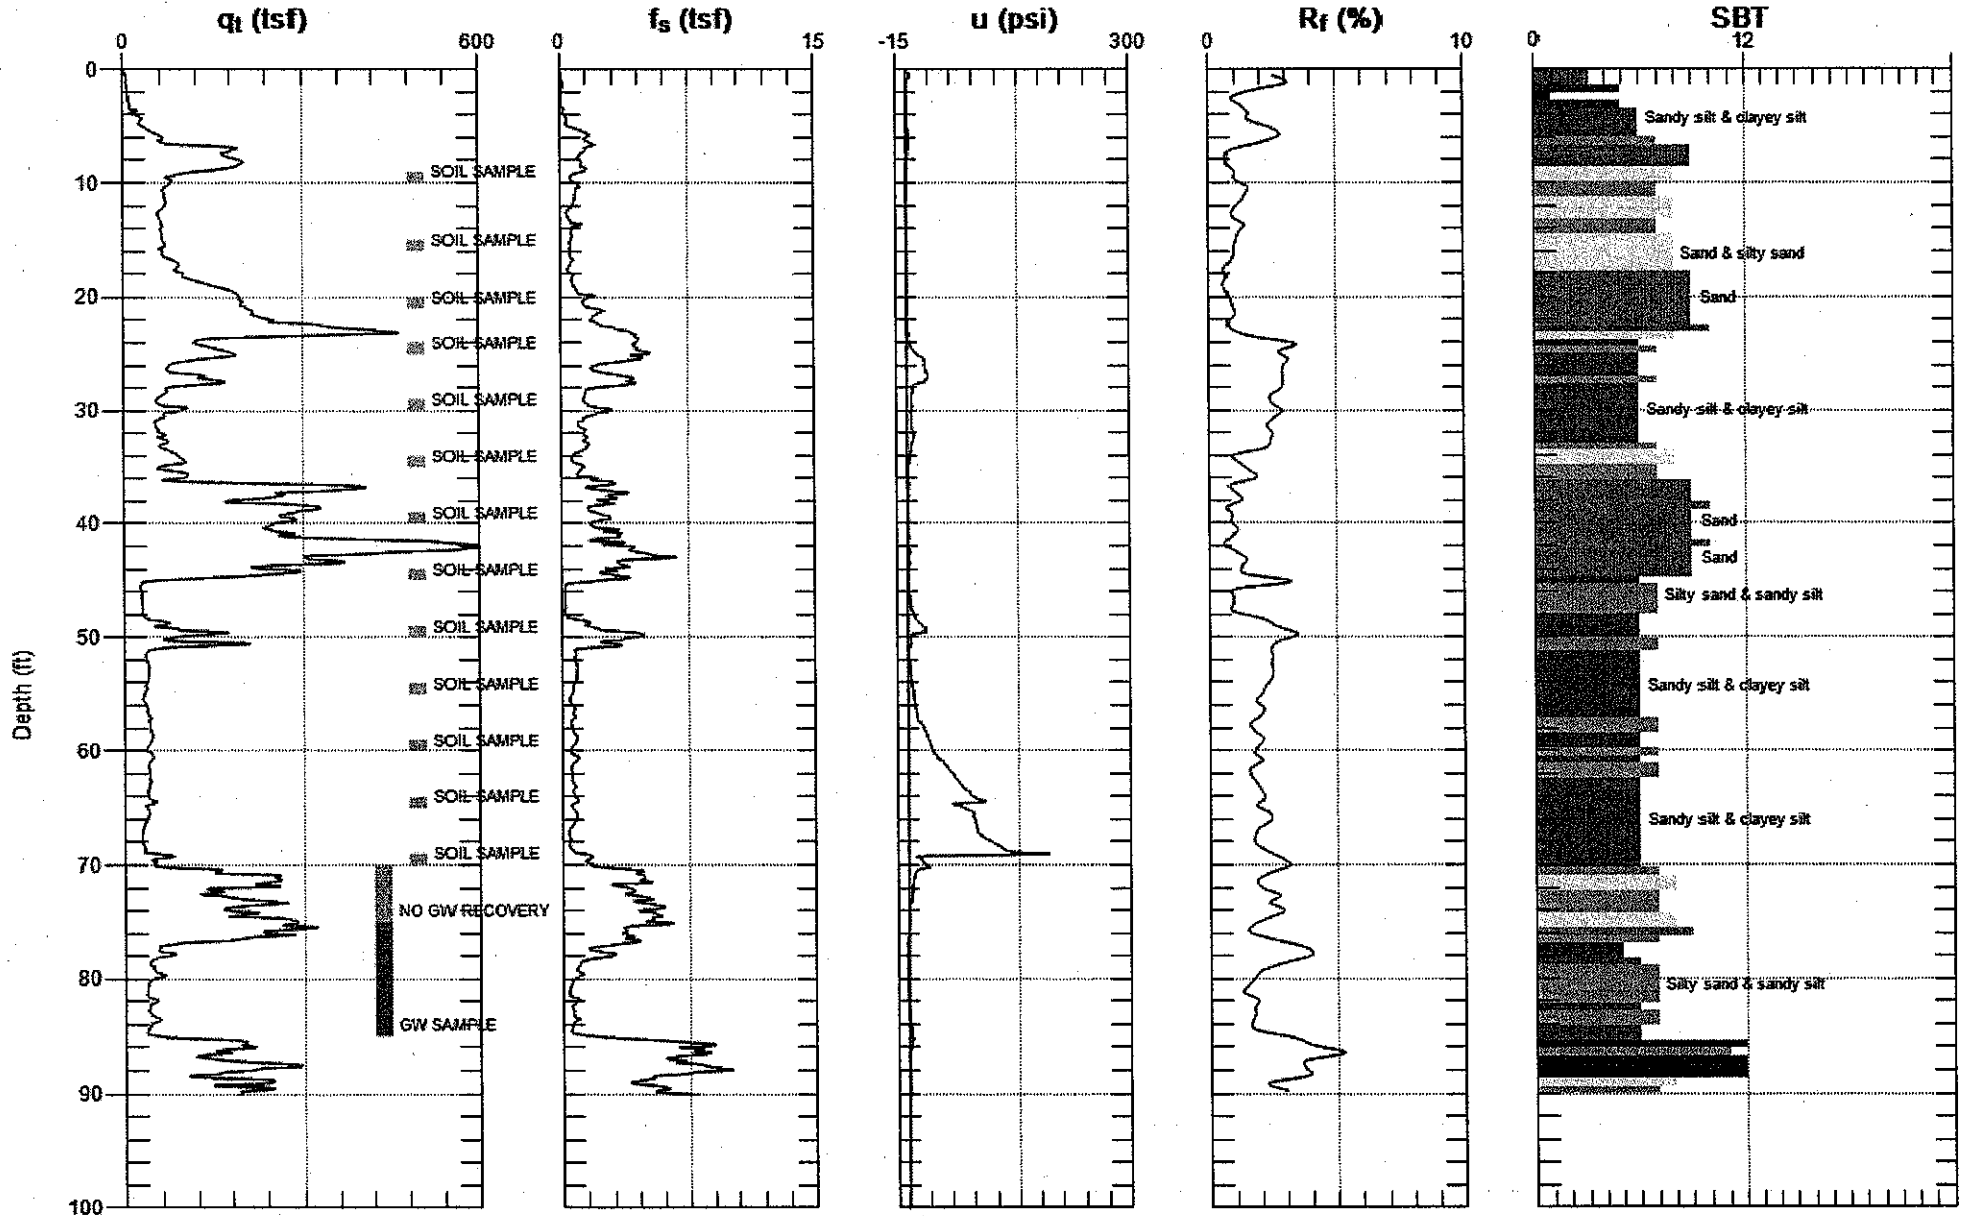 qt (tsf) fs (tsf) u (psi) Rf (%) SBT
0 600 0 15 -15 300 0 10 0 12
0
Sandy silt & clayey silt
SOIL SAMPLE
10
SOIL SAMPLE
Sand & silty sand
20 SOIL SAMPLE Sand
SOIL SAMPLE
SOIL SAMPLE
30 Sandy silt & clayey silt
SOIL SAMPLE
SOIL SAMPLE
40 Sand
Sand
SOIL SAMPLE
Silty sand & sandy silt
SOIL SAMPLE
50
SOIL SAMPLE Sandy silt & clayey silt
Depth (ft)
SOIL SAMPLE
60
SOIL SAMPLE
Sandy silt & clayey silt
SOIL SAMPLE
70
NO GW RECOVERY
80
Silty sand & sandy silt
GW SAMPLE
90
100